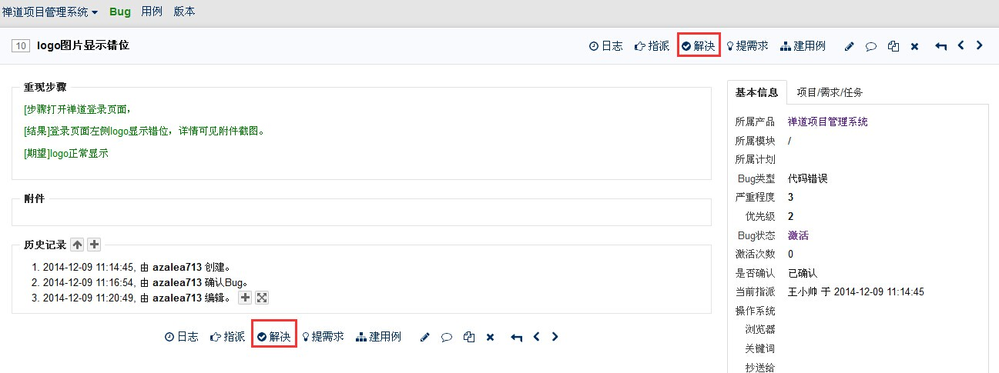 禅道项目管理系统 Bug 用例 版本
10 logo图片显示错位 日志 指派 解决 提需求 建用例
重现步骤
[步骤打开禅道登录页面，
[结果]登录页面左侧logo显示错位，详情可见附件截图。
[期望]logo正常显示
附件
历史记录
1. 2014-12-09 11:14:45, 由 azalea713 创建。
2. 2014-12-09 11:16:54, 由 azalea713 确认Bug。
3. 2014-12-09 11:20:49, 由 azalea713 编辑。
日志 指派 解决 提需求 建用例
基本信息 项目/需求/任务
所属产品 禅道项目管理系统
所属模块 /
所属计划
Bug类型 代码错误
严重程度 3
优先级 2
Bug状态 激活
激活次数 0
是否确认 已确认
当前指派 王小帅 于 2014-12-09 11:14:45
操作系统
浏览器
关键词
抄送给